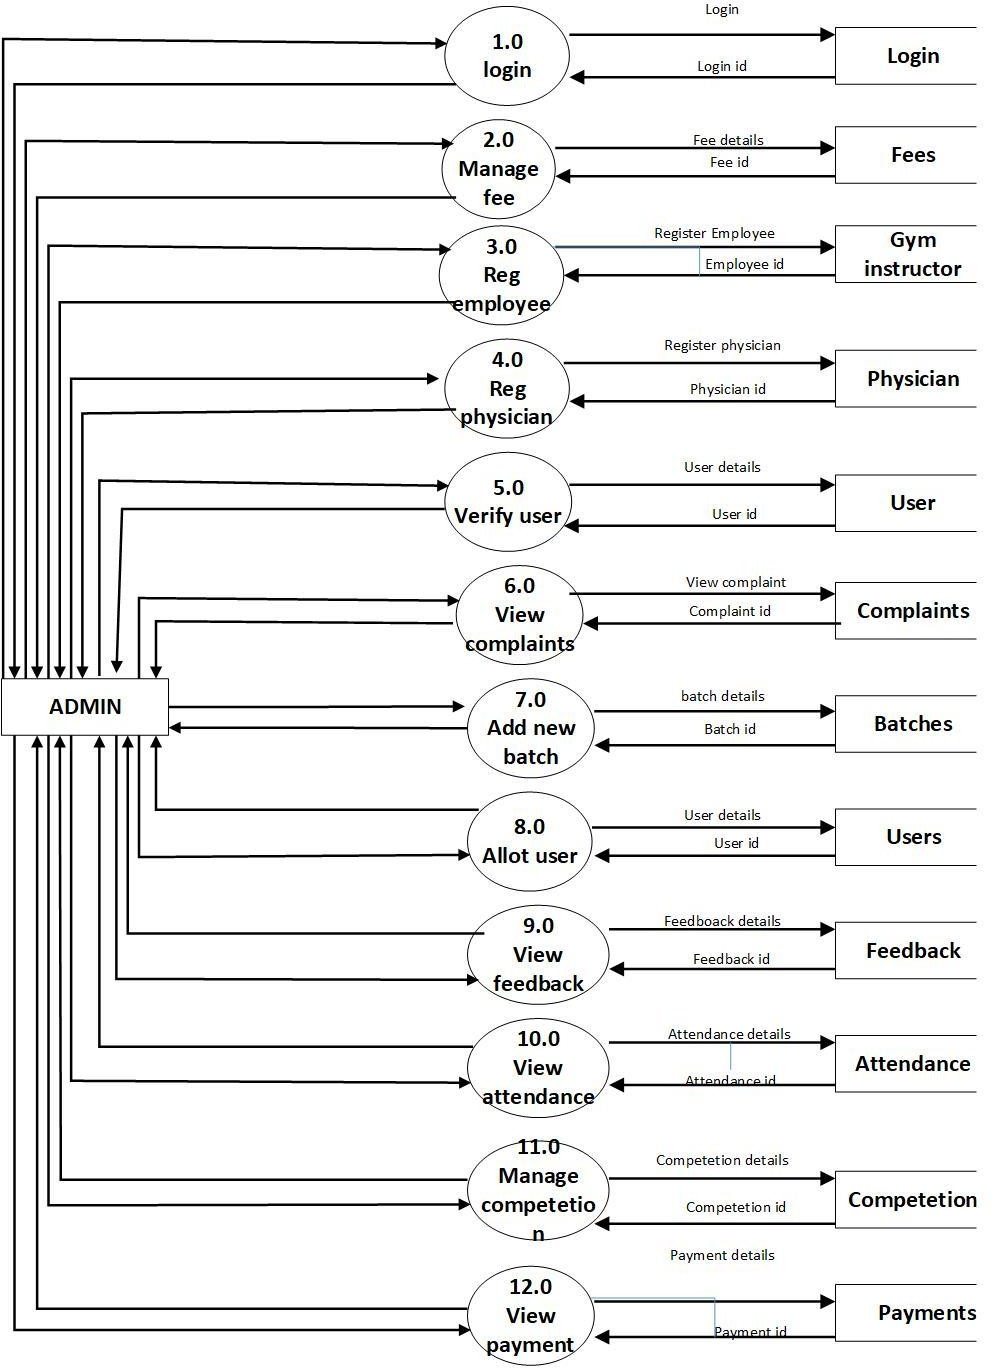 Login
1.0
login
Login id
Login
2.0
Manage
fee
Fee details
Fee id
Fees
3.0
Reg
employee
Register Employee
Employee id
Gym
instructor
4.0
Reg
physician
Register physician
Physician id
Physician
5.0
Verify user
User details
User id
User
6.0
View
complaints
View complaint
Complaint id
Complaints
ADMIN
7.0
Add new
batch
batch details
Batch id
Batches
8.0
Allot user
User details
User id
Users
9.0
View
feedback
Feedboack details
Feedback id
Feedback
10.0
View
attendance
Attendance details
Attendance id
Attendance
11.0
Manage
competetio
n
Competetion details
Competetion id
Competetion
12.0
View
payment
Payment details
Payment id
Payments